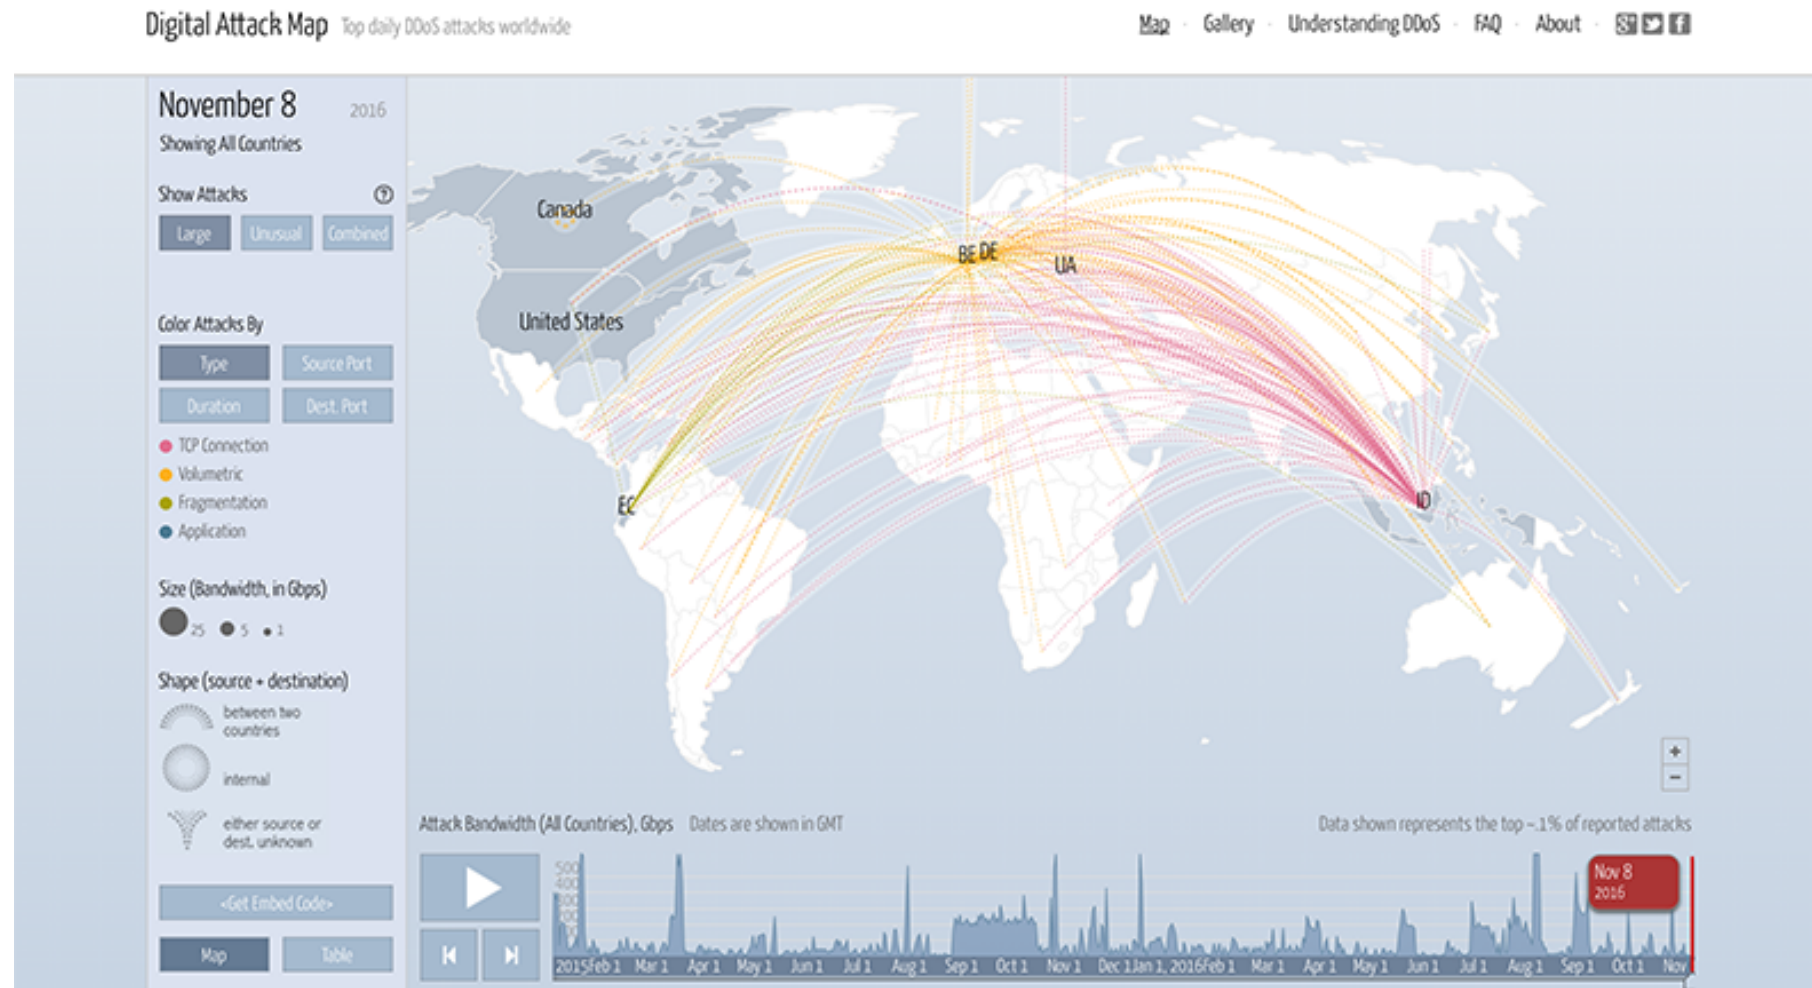 Digital Attack Map Top daily DDoS attacks worldwide
Map · Gallery · Understanding DDoS · FAQ · About
November 8 2016
Showing All Countries
Show Attacks ?
Large Unusual Combined
Color Attacks By
Type Source Port
Duration Dest. Port
TCP Connection
Volumetric
Fragmentation
Application
Size (Bandwidth, in Gbps)
25 5 1
Shape (source + destination)
between two
countries
internal
either source or
dest. unknown
<Get Embed Code>
Map Table
Canada
United States
BE DE
UA
EC
ID
+
−
Attack Bandwidth (All Countries), Gbps Dates are shown in GMT
Data shown represents the top ~.1% of reported attacks
500
400
Nov 8
2016
2015 Feb 1 Mar 1 Apr 1 May 1 Jun 1 Jul 1 Aug 1 Sep 1 Oct 1 Nov 1 Dec 1 Jan 1, 2016 Feb 1 Mar 1 Apr 1 May 1 Jun 1 Jul 1 Aug 1 Sep 1 Oct 1 Nov